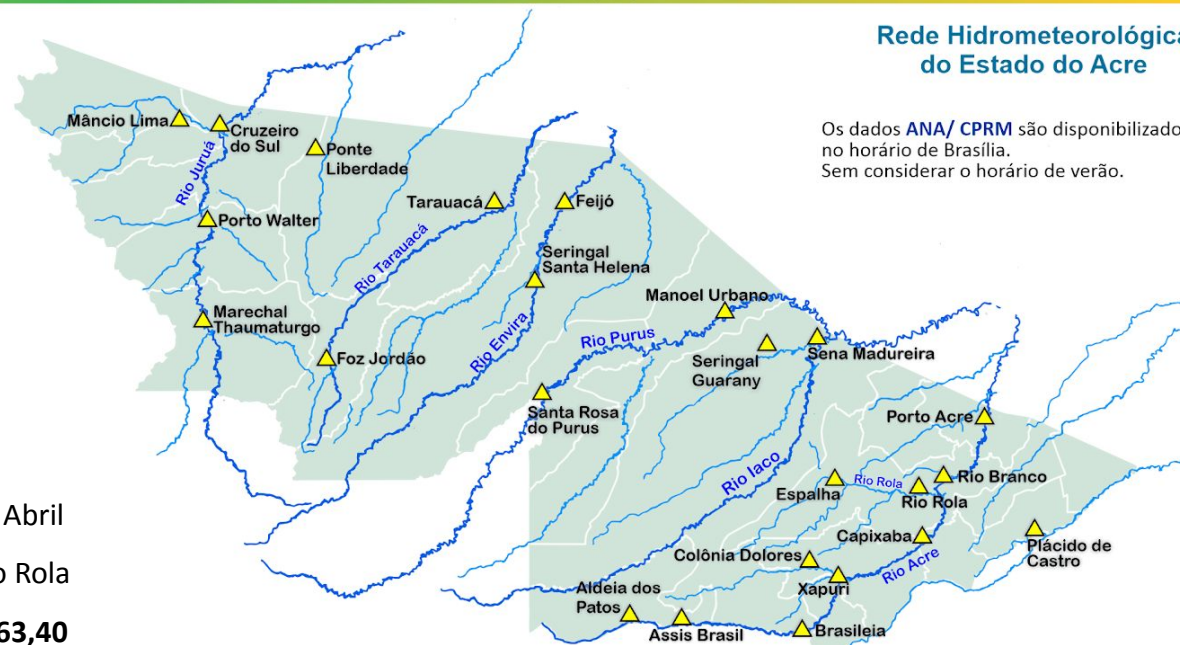 Rede Hidrometeorológica
do Estado do Acre
Os dados ANA/ CPRM são disponibilizado
no horário de Brasília.
Sem considerar o horário de verão.
Mâncio Lima
Cruzeiro
do Sul
Ponte
Liberdade
Rio Juruá
Porto Walter
Tarauacá
Feijó
Rio Tarauacá
Seringal
Santa Helena
Marechal
Thaumaturgo
Foz Jordão
Rio Envira
Manoel Urbano
Rio Purus
Seringal
Guarany
Sena Madureira
Santa Rosa
do Purus
Porto Acre
Rio Iaco
Espalha
Rio Rola
Rio Rola
Rio Branco
Capixaba
Plácido de
Castro
Colônia Dolores
Rio Acre
Xapuri
Aldeia dos
Patos
Assis Brasil
Brasileia
Abril
o Rola
63,40